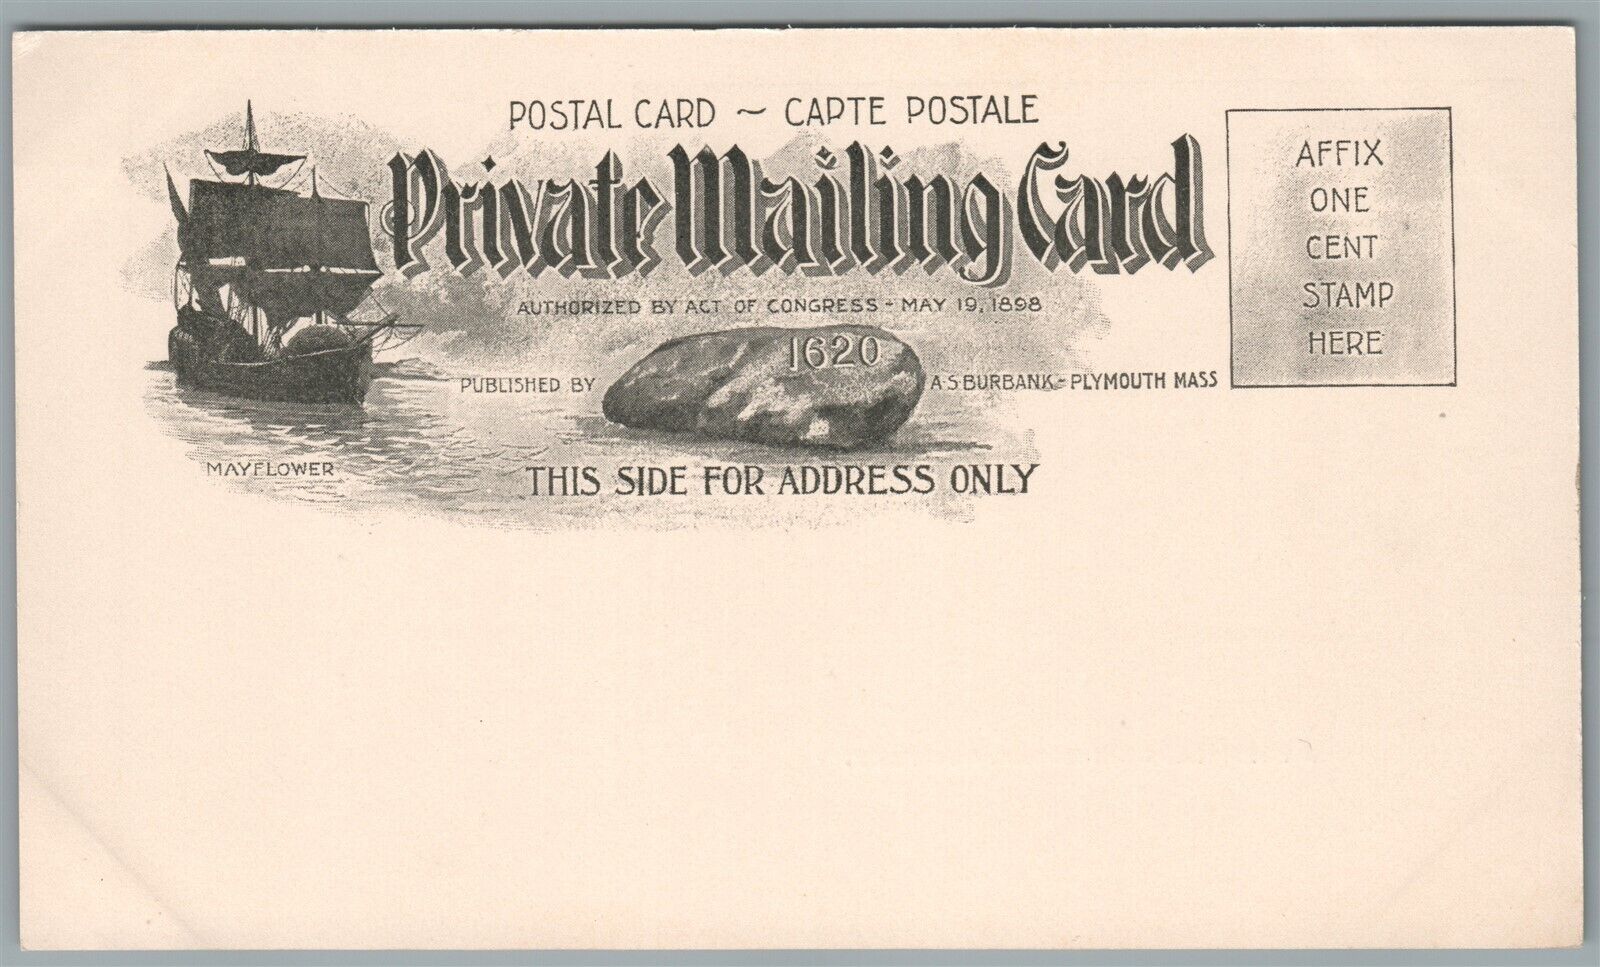 POSTAL CARD ~ CARTE POSTALE
Private Mailing Card
AUTHORIZED BY ACT OF CONGRESS - MAY 19, 1898
1620
PUBLISHED BY A.S. BURBANK - PLYMOUTH MASS
MAYFLOWER
THIS SIDE FOR ADDRESS ONLY
AFFIX
ONE
CENT
STAMP
HERE